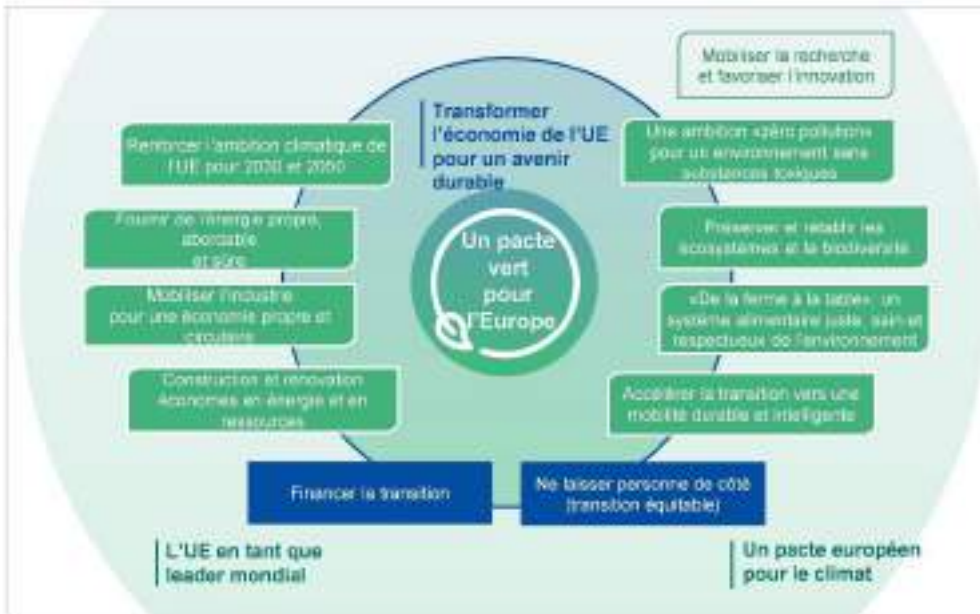 Mobiliser la recherche
et favoriser l'innovation
Transformer
l'économie de l'UE
pour un avenir
durable
Renforcer l'ambition climatique de
l'UE pour 2030 et 2050
Une ambition «zéro pollution»
pour un environnement sans
substances toxiques
Fournir de l'énergie propre,
abordable
et sûre
Préserver et rétablir les
écosystèmes et la biodiversité
Un pacte
vert
pour
l'Europe
Mobiliser l'industrie
pour une économie propre et
circulaire
«De la ferme à la table»: un
système alimentaire juste, sain et
respectueux de l'environnement
Construction et rénovation
économes en énergie et en
ressources
Accélérer la transition vers une
mobilité durable et intelligente
Financer la transition
Ne laisser personne de côté
(transition équitable)
L'UE en tant que
leader mondial
Un pacte européen
pour le climat